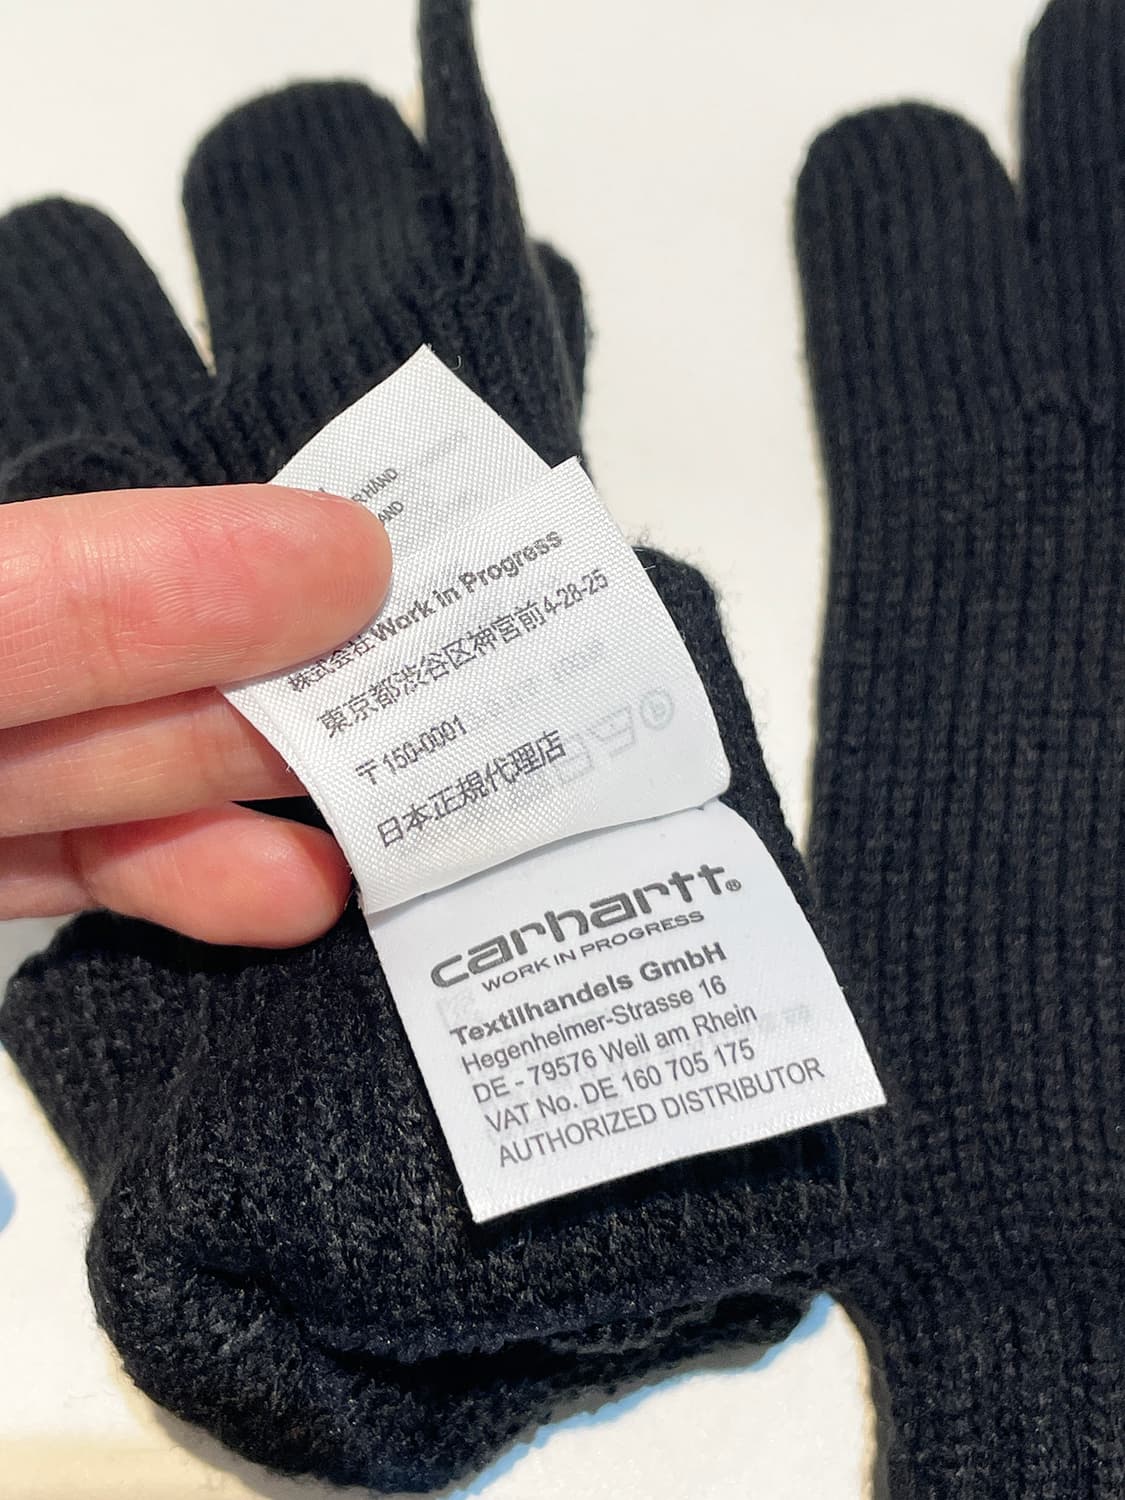 R HAND
AND
株式会社 Work in Progress
東京都渋谷区神宮前 4-28-25
〒150-0001
日本正規代理店
carhartt®
WORK IN PROGRESS
Textilhandels GmbH
Hegenheimer-Strasse 16
DE - 79576 Weil am Rhein
VAT No. DE 160 705 175
AUTHORIZED DISTRIBUTOR